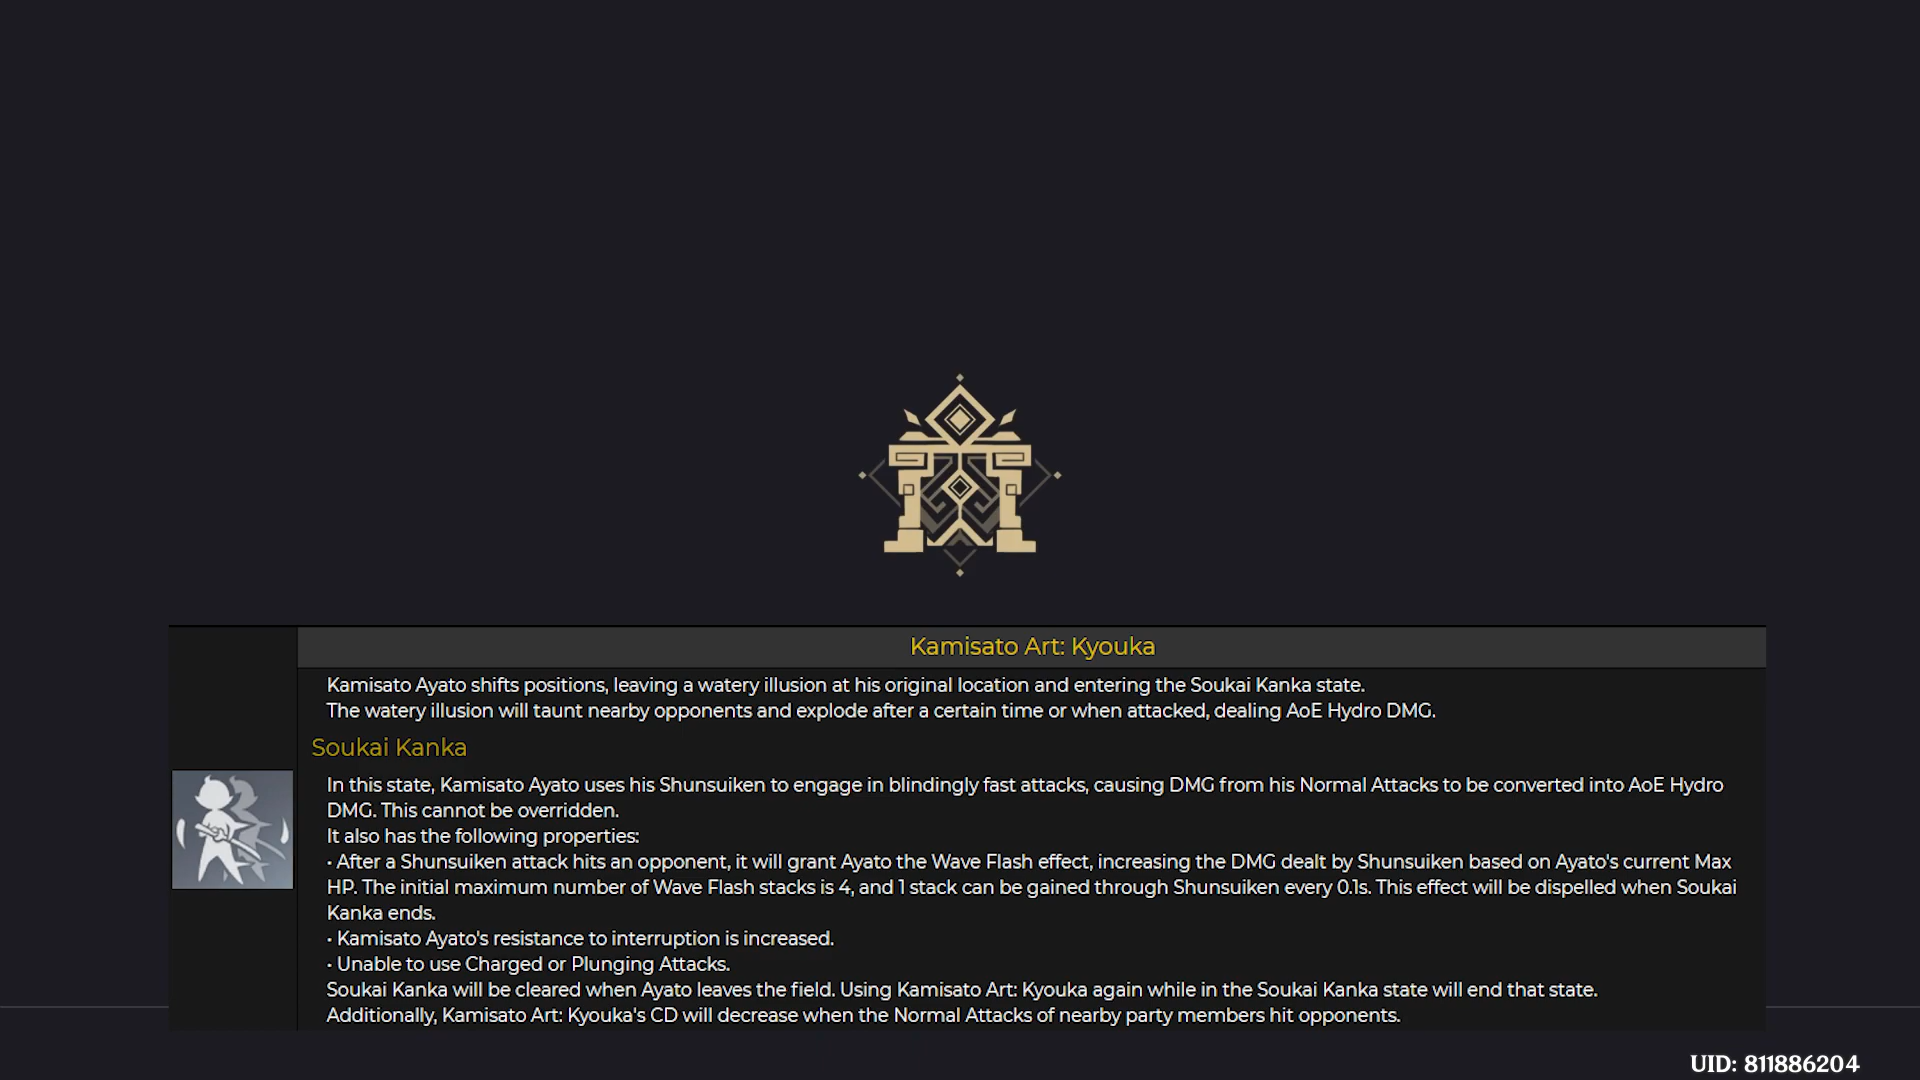 Kamisato Art: Kyouka
Kamisato Ayato shifts positions, leaving a watery illusion at his original location and entering the Soukai Kanka state.
The watery illusion will taunt nearby opponents and explode after a certain time or when attacked, dealing AoE Hydro DMG.
Soukai Kanka
In this state, Kamisato Ayato uses his Shunsuiken to engage in blindingly fast attacks, causing DMG from his Normal Attacks to be converted into AoE Hydro
DMG. This cannot be overridden.
It also has the following properties:
• After a Shunsuiken attack hits an opponent, it will grant Ayato the Wave Flash effect, increasing the DMG dealt by Shunsuiken based on Ayato's current Max
HP. The initial maximum number of Wave Flash stacks is 4, and 1 stack can be gained through Shunsuiken every 0.1s. This effect will be dispelled when Soukai
Kanka ends.
• Kamisato Ayato's resistance to interruption is increased.
• Unable to use Charged or Plunging Attacks.
Soukai Kanka will be cleared when Ayato leaves the field. Using Kamisato Art: Kyouka again while in the Soukai Kanka state will end that state.
Additionally, Kamisato Art: Kyouka's CD will decrease when the Normal Attacks of nearby party members hit opponents.
UID: 811886204